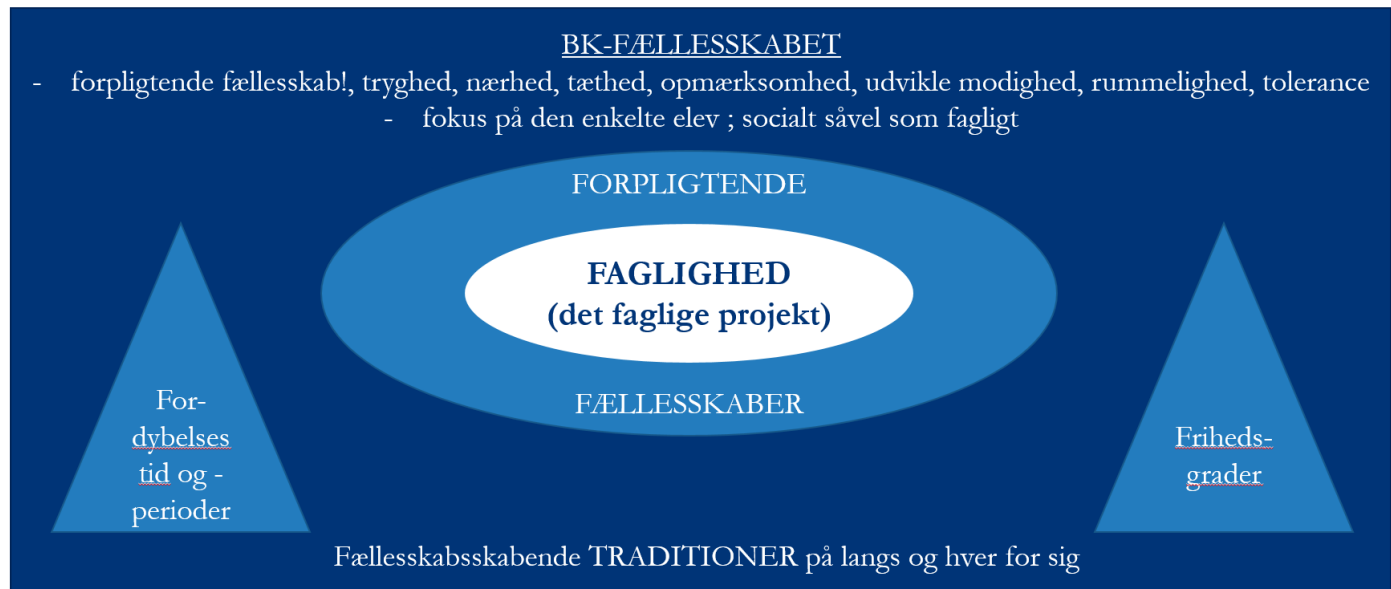 BK-FÆLLESSKABET
- forpligtende fællesskab!, tryghed, nærhed, tæthed, opmærksomhed, udvikle modighed, rummelighed, tolerance
- fokus på den enkelte elev ; socialt såvel som fagligt
FORPLIGTENDE
FAGLIGHED
(det faglige projekt)
FÆLLESSKABER
For-
dybelses
tid og -
perioder
Friheds-
grader
Fællesskabsskabende TRADITIONER på langs og hver for sig